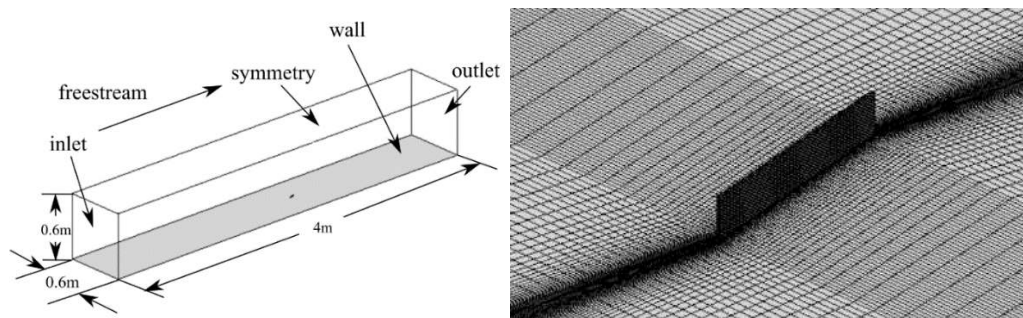 wall
symmetry
outlet
freestream
inlet
0.6m
4m
0.6m